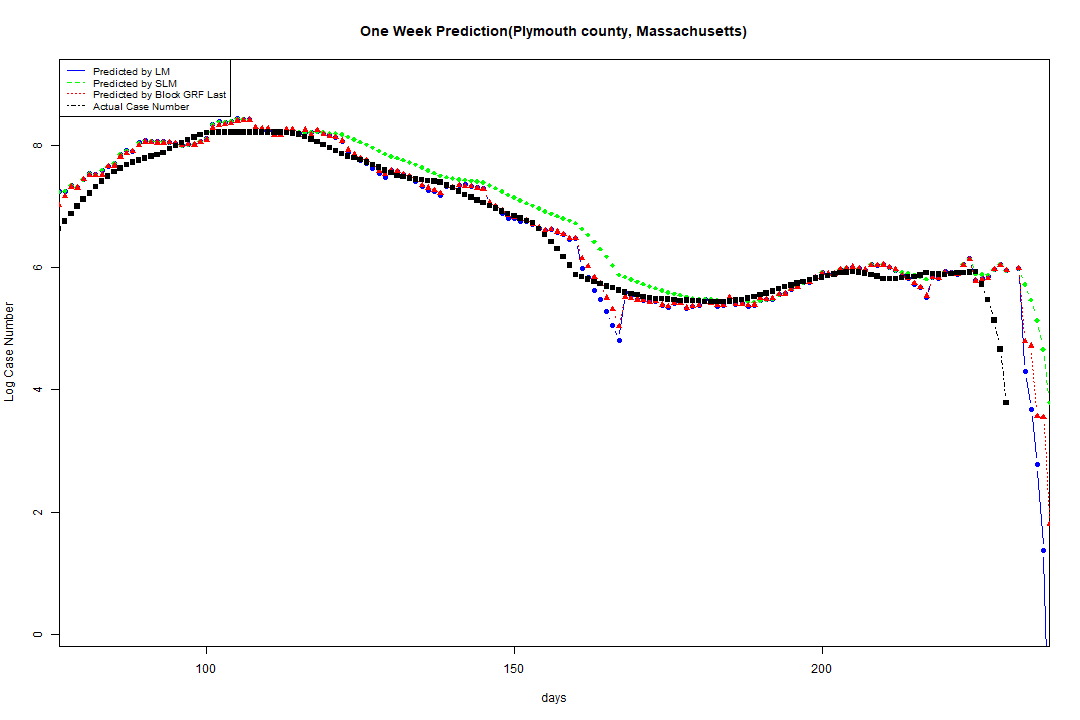 One Week Prediction(Plymouth county, Massachusetts)
Predicted by LM
Predicted by SLM
Predicted by Block GRF Last
Actual Case Number
Log Case Number
8
6
4
2
0
100 150 200
days